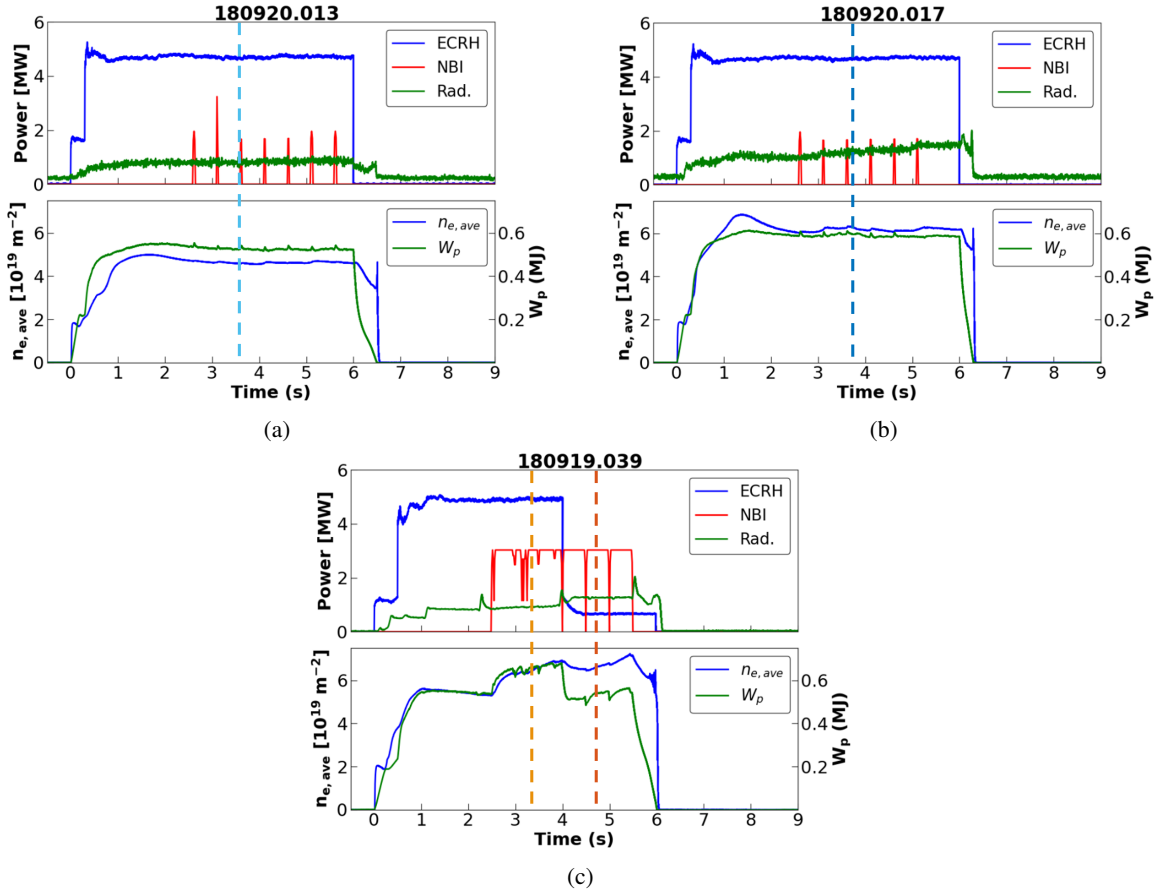 180920.013
Power [MW]
6
4
2
0
ECRH
NBI
Rad.
n_{e,ave} [10^{19} m^{-2}]
6
4
2
0
n_{e,ave}
W_p
0.6
0.4
0.2
W_p (MJ)
0 1 2 3 4 5 6 7 8 9
Time (s)
(a)
180920.017
Power [MW]
6
4
2
0
ECRH
NBI
Rad.
n_{e,ave} [10^{19} m^{-2}]
6
4
2
0
n_{e,ave}
W_p
0.6
0.4
0.2
W_p (MJ)
0 1 2 3 4 5 6 7 8 9
Time (s)
(b)
180919.039
Power [MW]
6
4
2
0
ECRH
NBI
Rad.
n_{e,ave} [10^{19} m^{-2}]
6
4
2
0
n_{e,ave}
W_p
0.6
0.4
0.2
W_p (MJ)
0 1 2 3 4 5 6 7 8 9
Time (s)
(c)